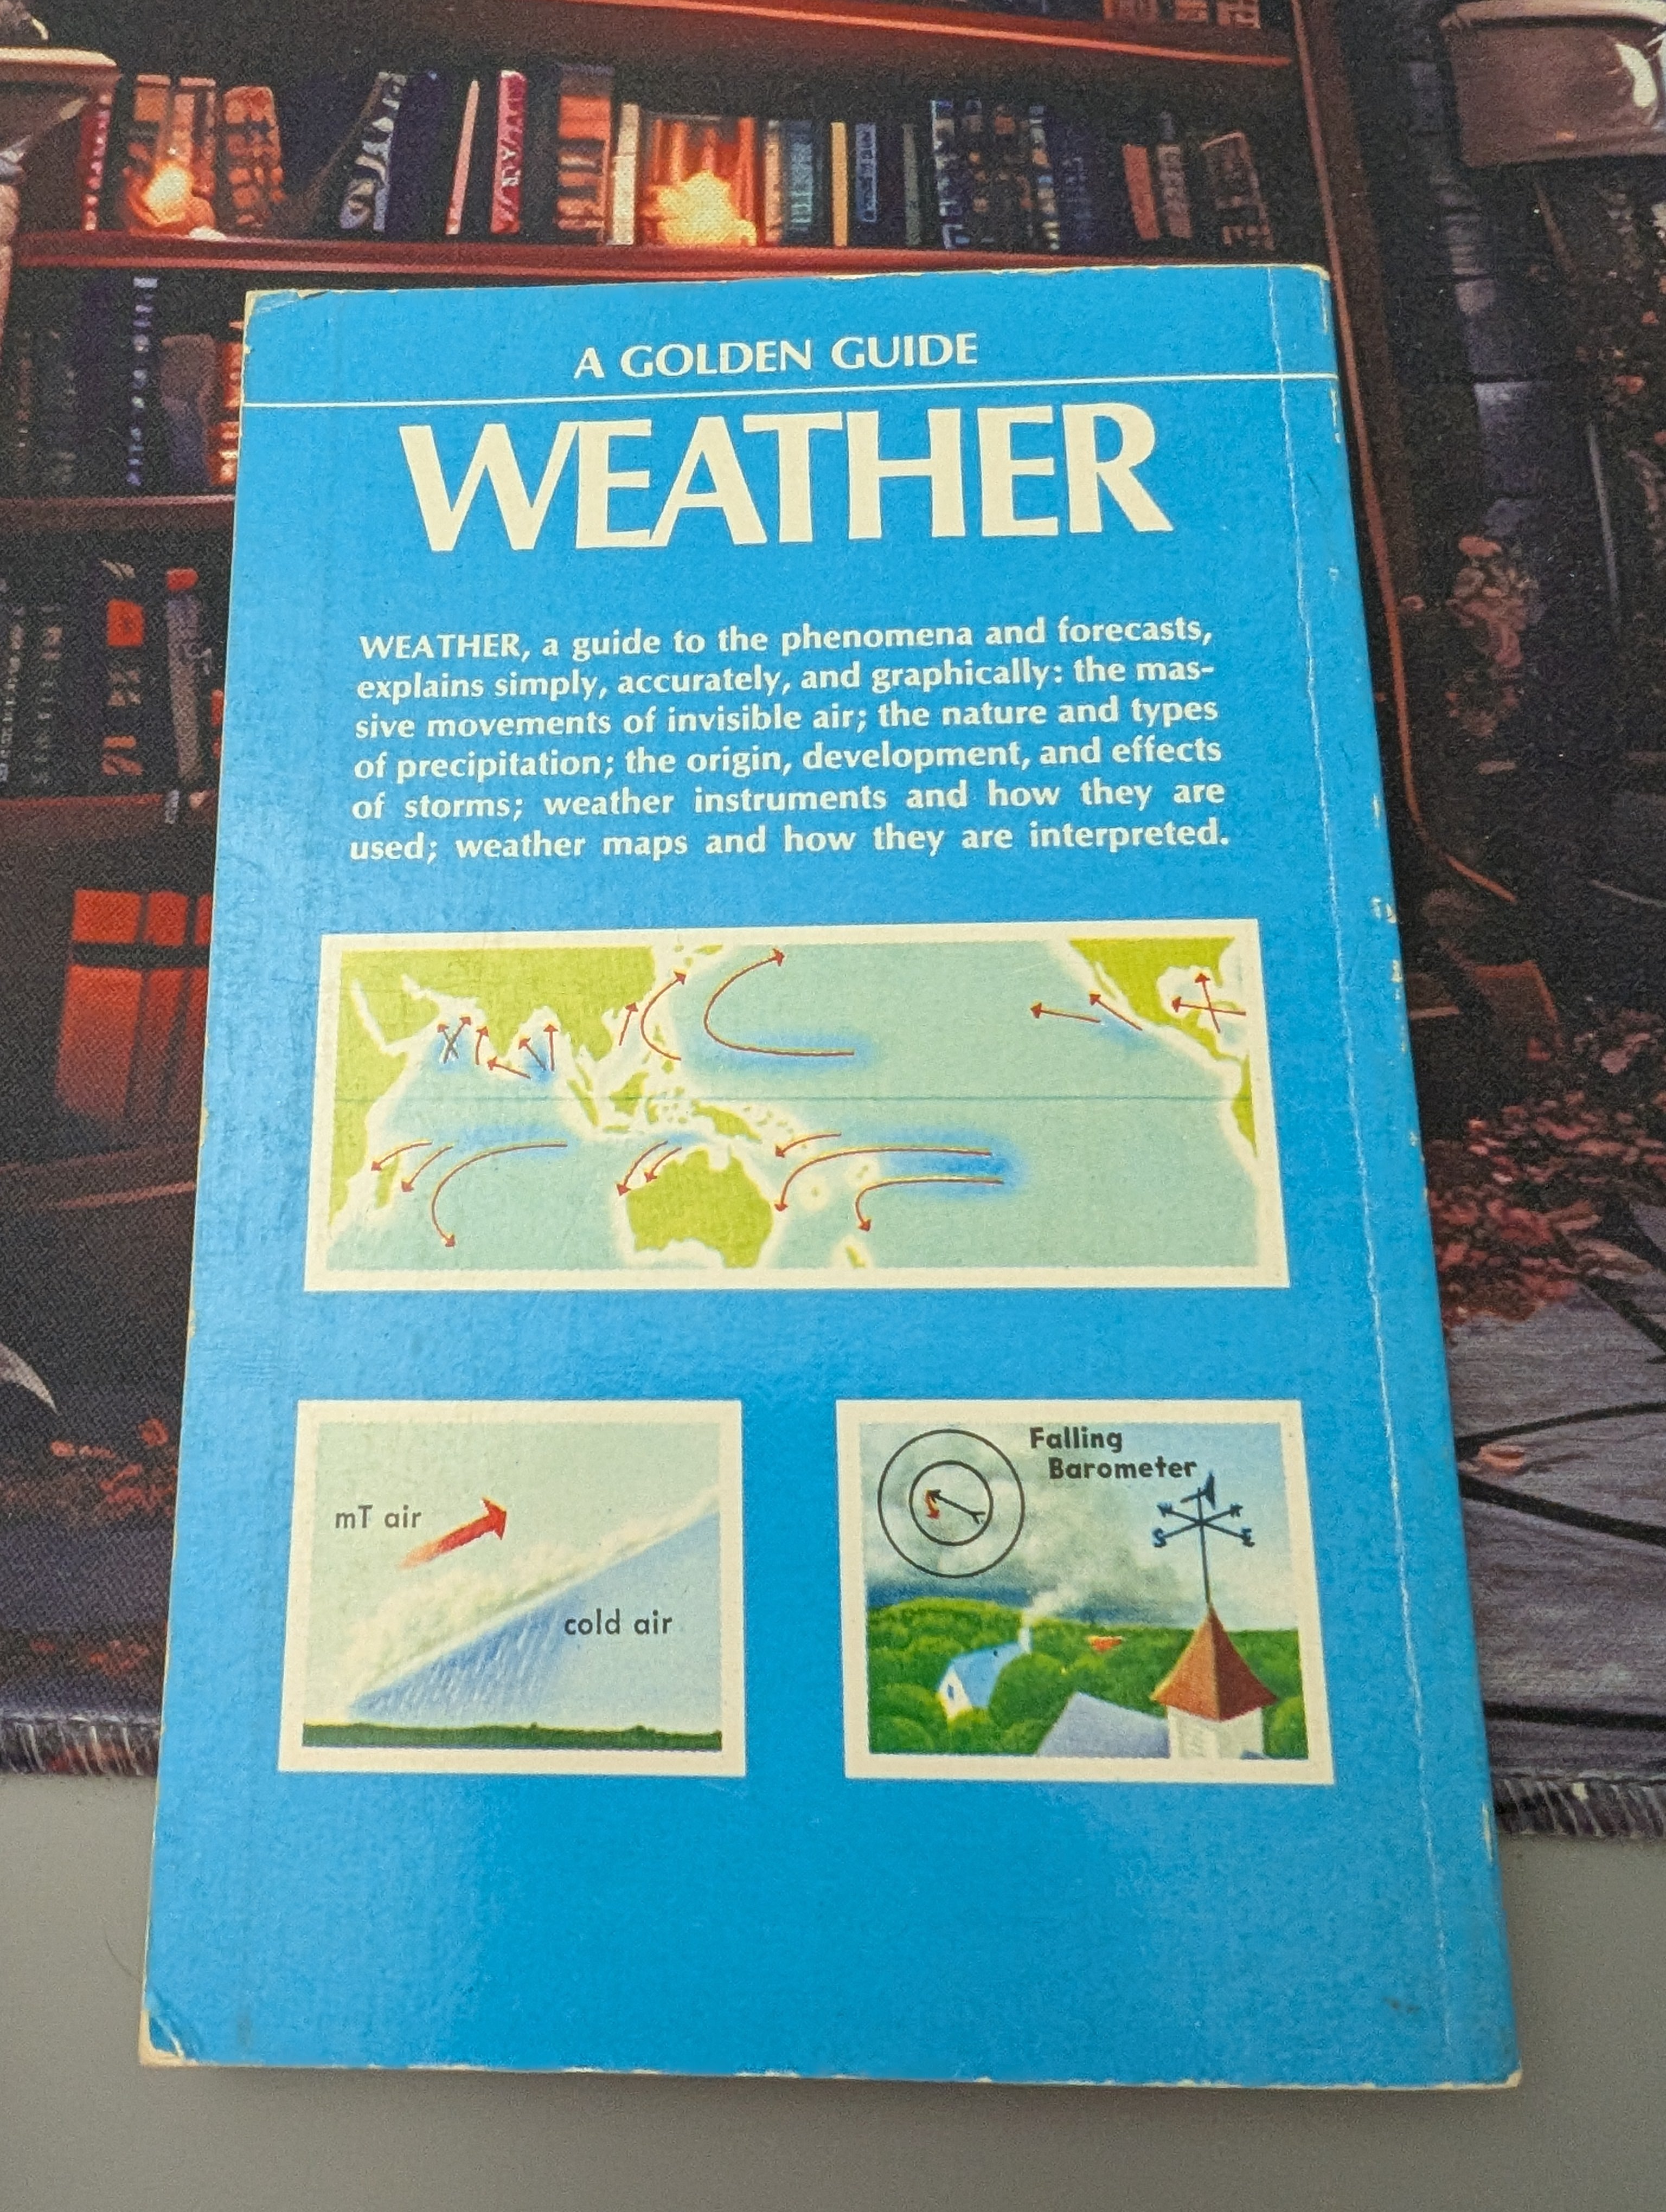 A GOLDEN GUIDE
WEATHER
WEATHER, a guide to the phenomena and forecasts,
explains simply, accurately, and graphically: the mas-
sive movements of invisible air; the nature and types
of precipitation; the origin, development, and effects
of storms; weather instruments and how they are
used; weather maps and how they are interpreted.
mT air
cold air
Falling
Barometer
S E